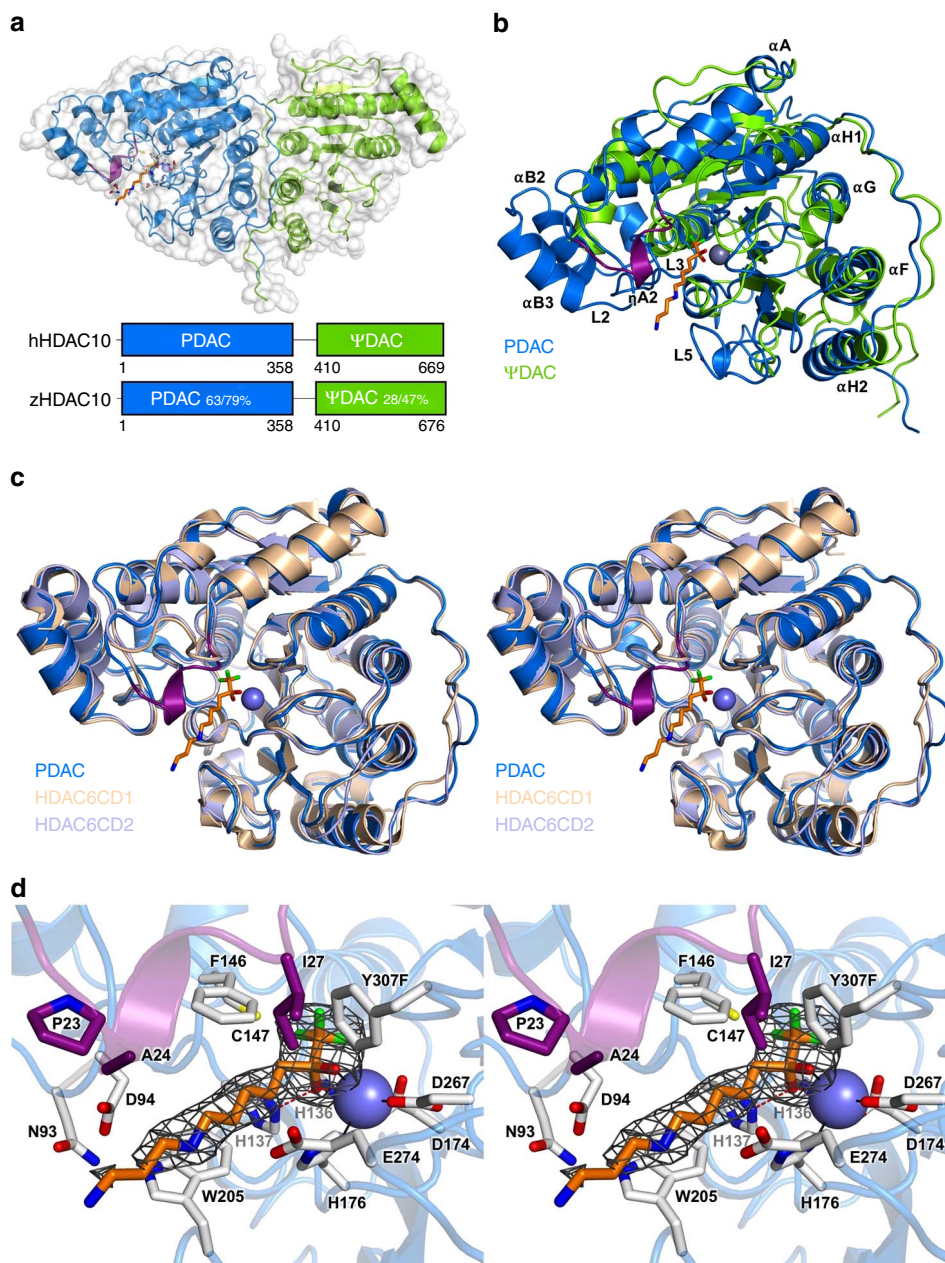 a
hHDAC10
PDAC
ΨDAC
1
358
410
669
zHDAC10
PDAC 63/79%
ΨDAC 28/47%
1
358
410
676
b
αA
αH1
αB2
αG
L3
αF
αB3
L2
ηA2
L5
αH2
PDAC
ΨDAC
c
PDAC
HDAC6CD1
HDAC6CD2
PDAC
HDAC6CD1
HDAC6CD2
d
F146
I27
Y307F
P23
C147
A24
D94
D267
H136
N93
H137
D174
E274
W205
H176
F146
I27
Y307F
P23
C147
A24
D94
D267
H136
N93
H137
D174
E274
W205
H176